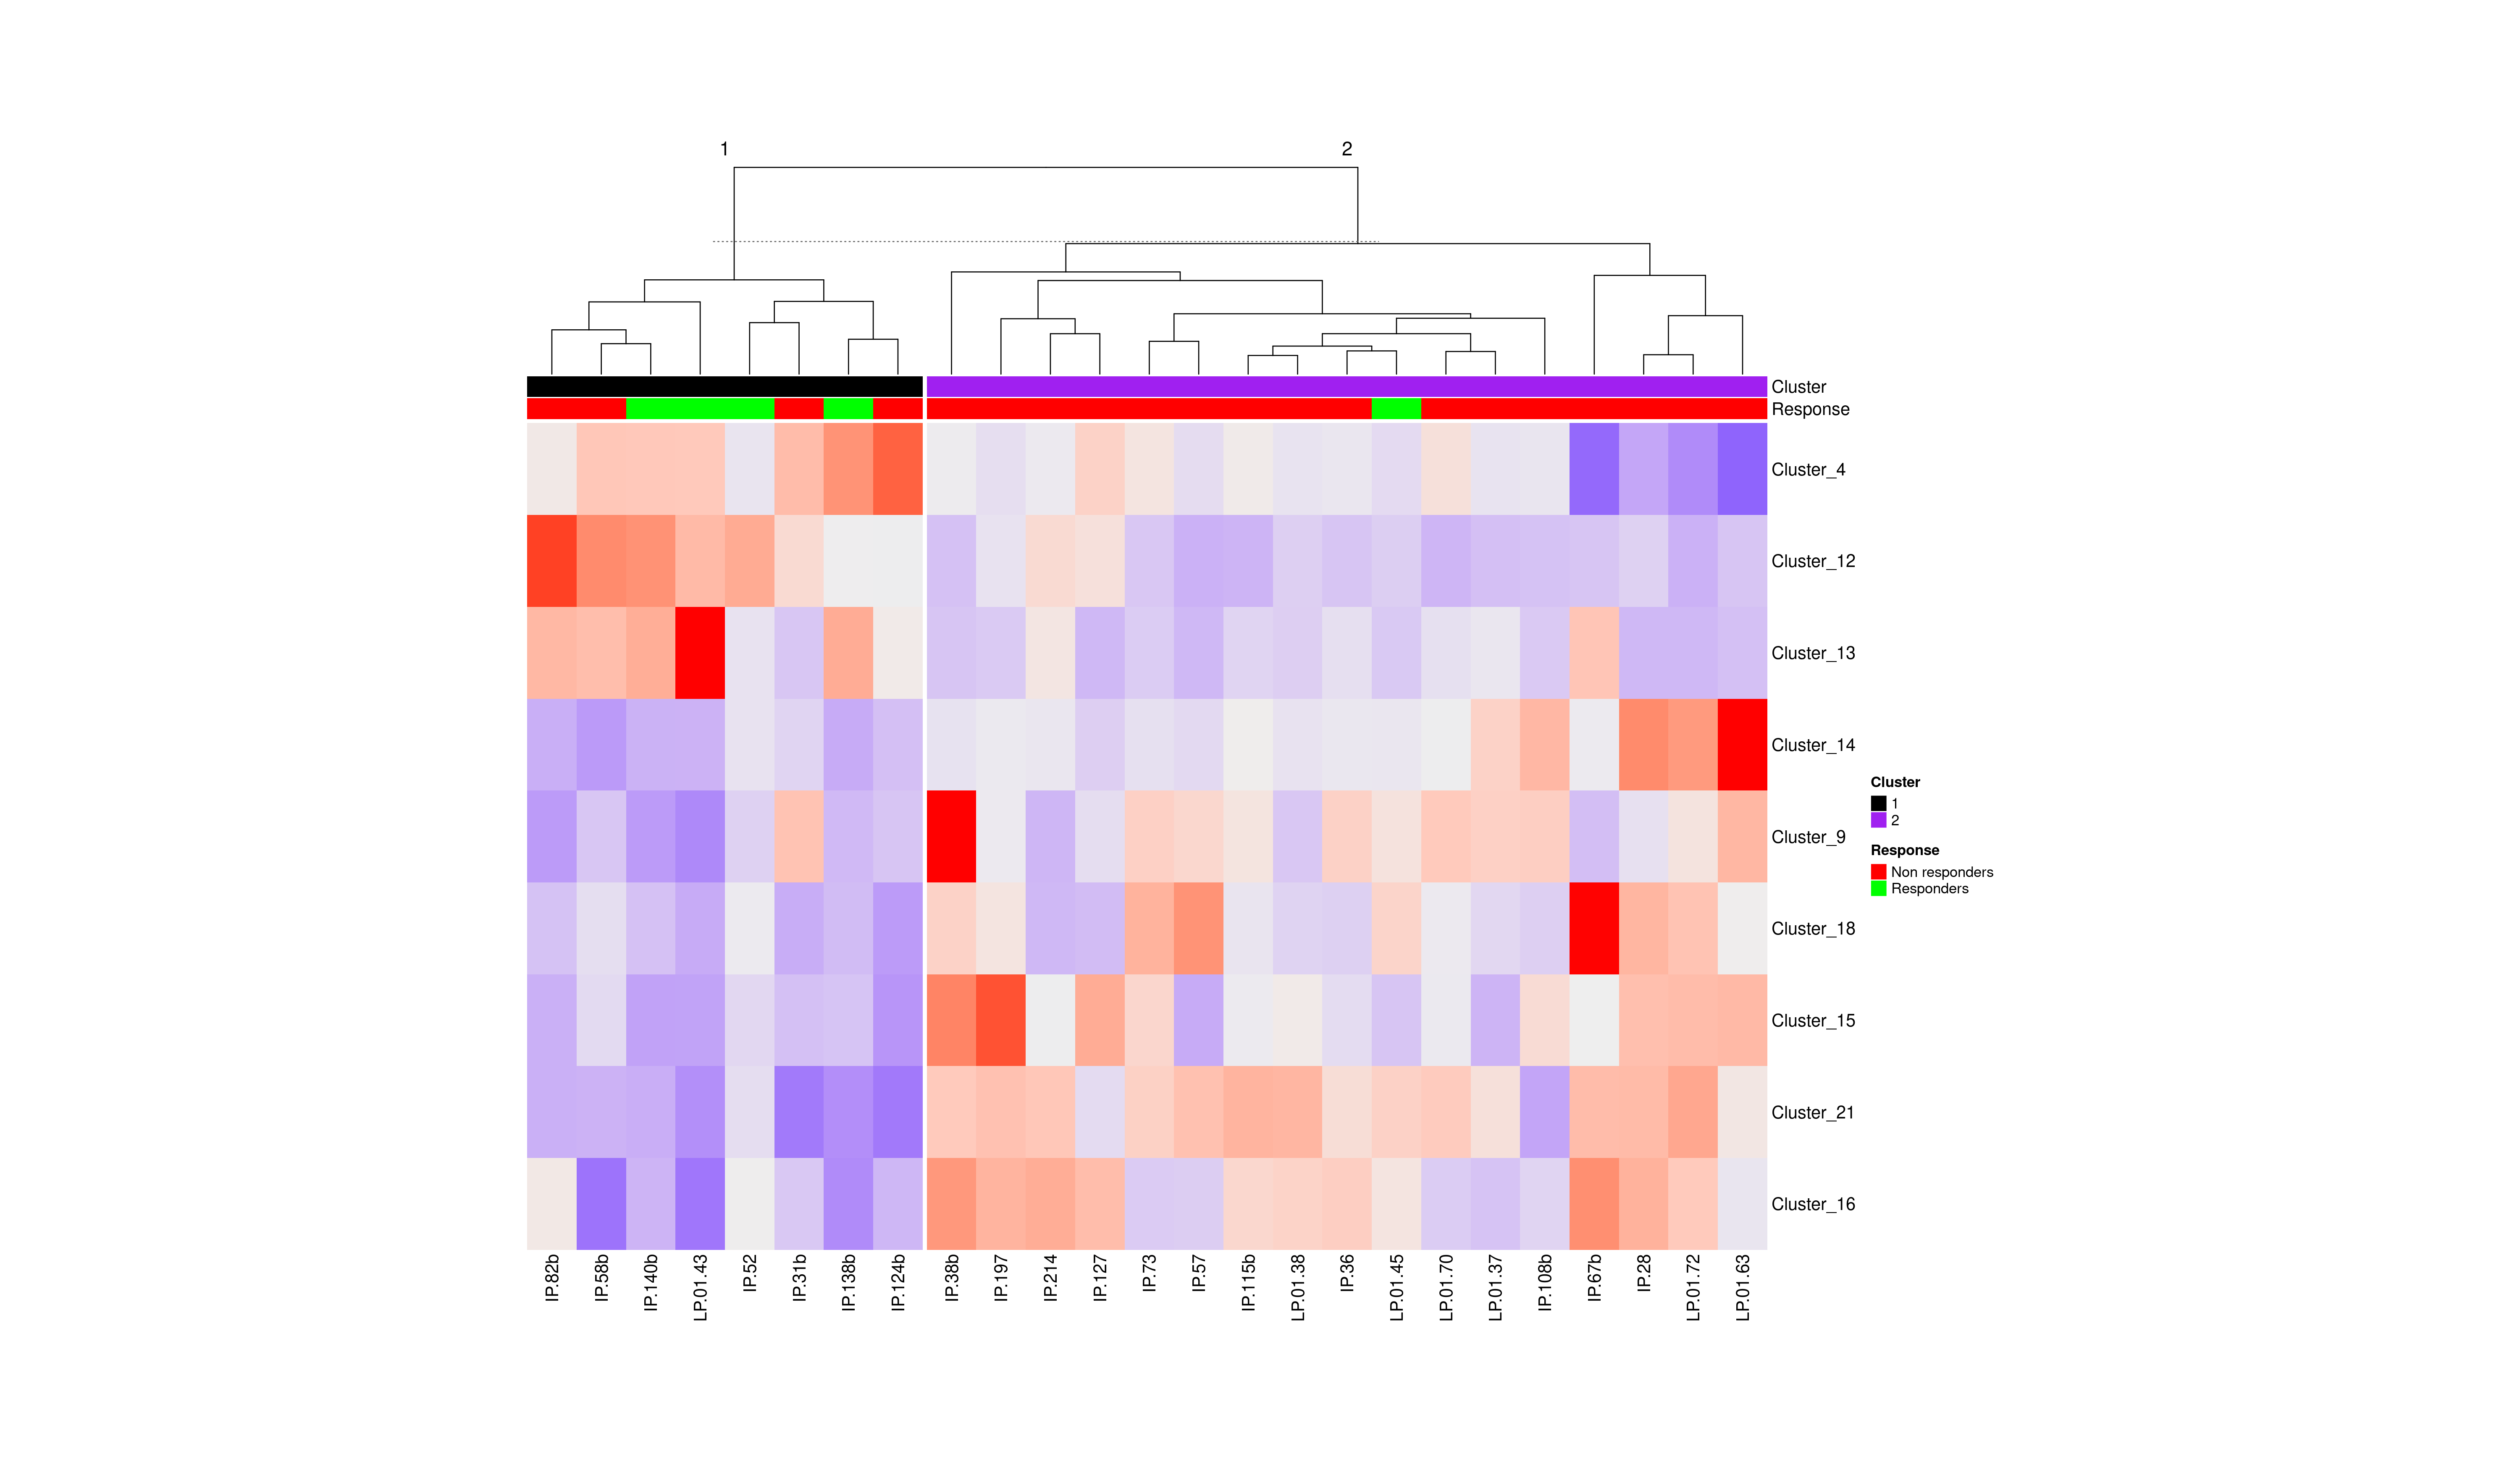 1
2
Cluster
Response
Cluster_4
Cluster_12
Cluster_13
Cluster_14
Cluster_9
Cluster_18
Cluster_15
Cluster_21
Cluster_16
IP.82b
IP.58b
IP.140b
LP.01.43
IP.52
IP.31b
IP.138b
IP.124b
IP.38b
IP.197
IP.214
IP.127
IP.73
IP.57
IP.115b
LP.01.38
IP.36
LP.01.45
LP.01.70
LP.01.37
IP.108b
IP.67b
IP.28
LP.01.72
LP.01.63
Cluster
1
2
Response
Non responders
Responders